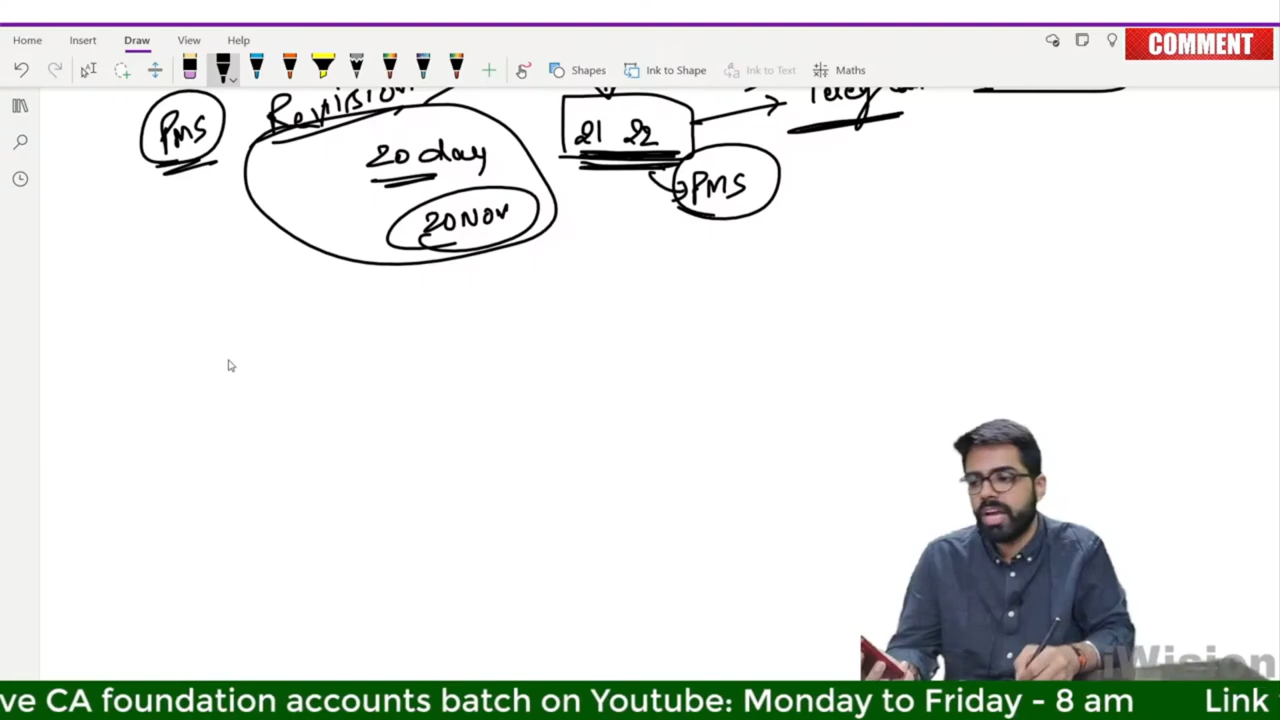 Home Insert Draw View Help
COMMENT
Shapes Ink to Shape Ink to Text Maths
PMS Revision
21 22
20 day
PMS
20 Nov
iWision
ve CA foundation accounts batch on Youtube: Monday to Friday - 8 am Link